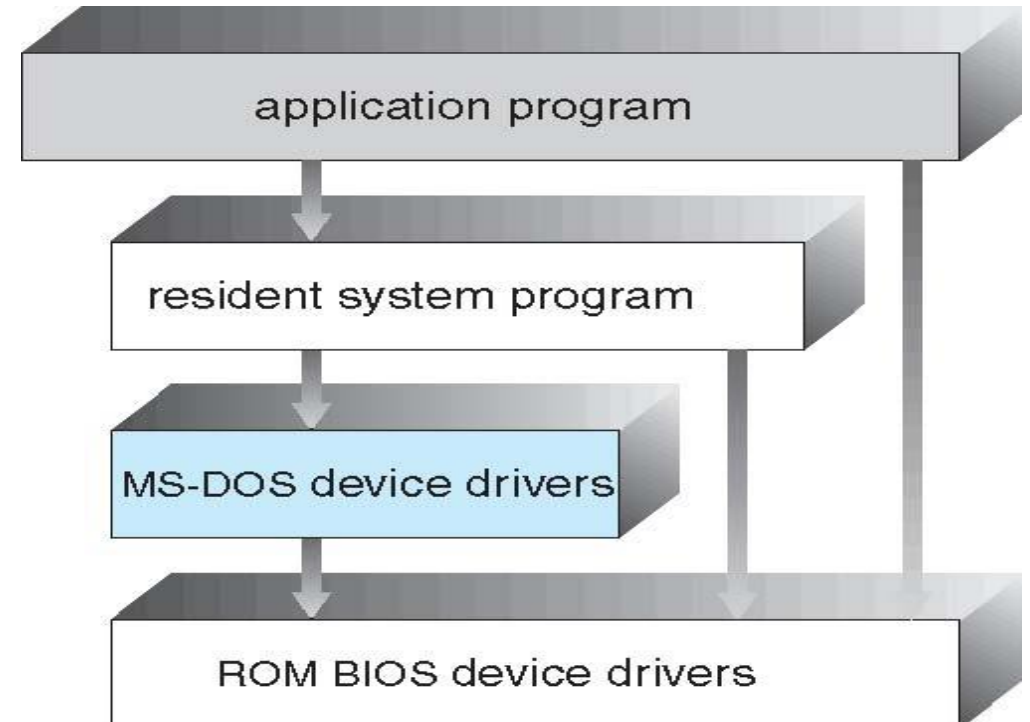 application program
resident system program
MS-DOS device drivers
ROM BIOS device drivers